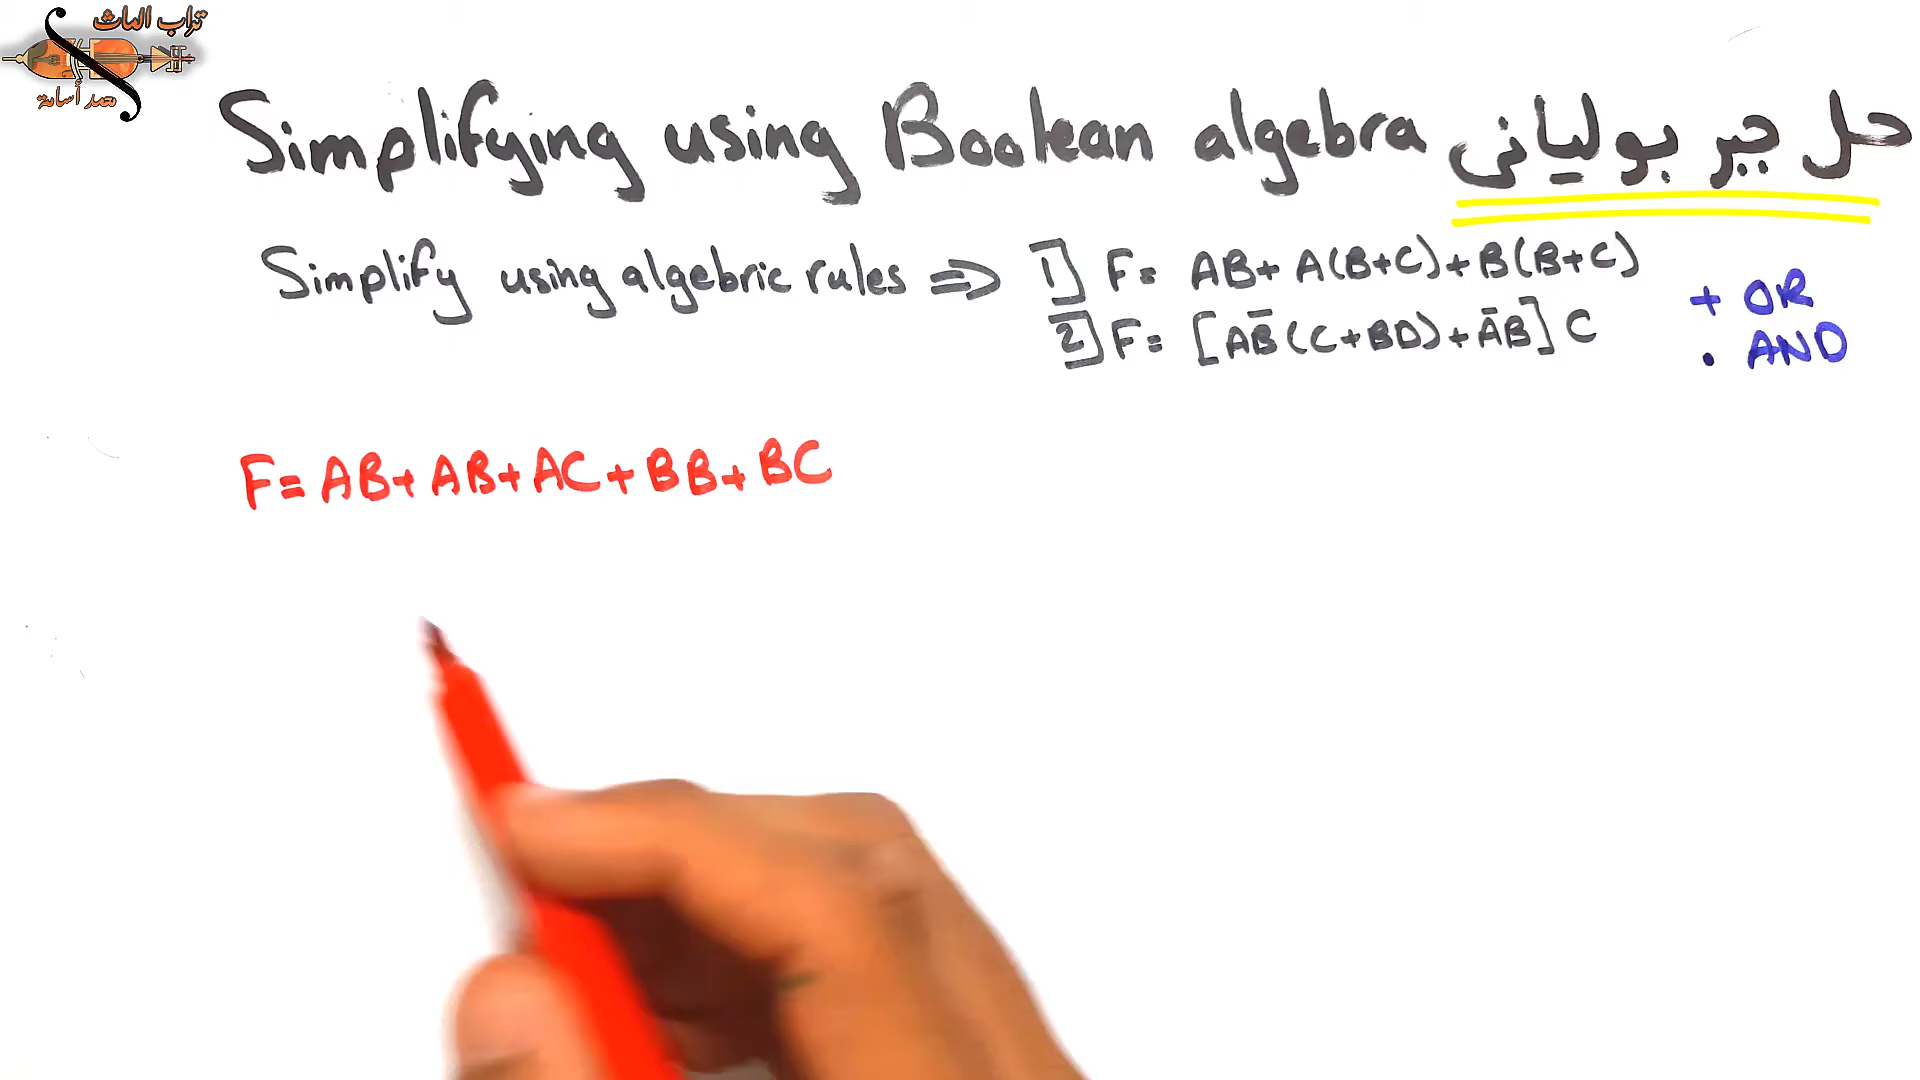 تراب الماث
محمد أسامة
Simplifying using Boolean algebra حل جبر بوليانى
Simplify using algebric rules => 1] F= AB+ A(B+C)+B(B+C)
2] F= [AB̄(C+BD)+ĀB]C
+ OR
. AND
F= AB+AB+AC+BB+BC